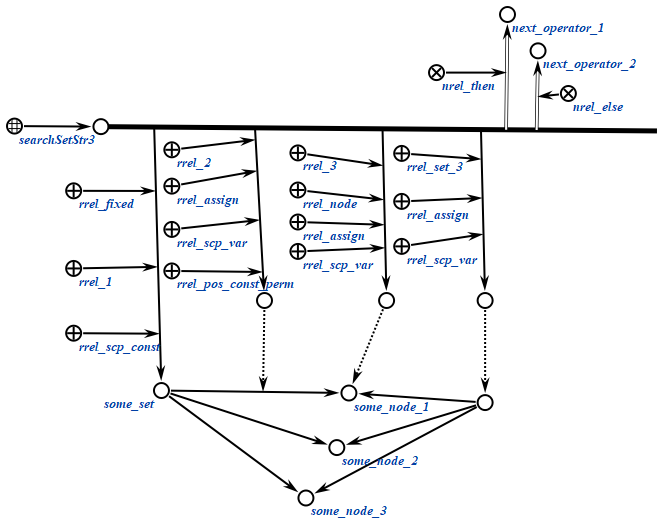 next_operator_1
next_operator_2
nrel_then
nrel_else
searchSetStr3
rrel_2
rrel_3
rrel_set_3
rrel_fixed
rrel_assign
rrel_node
rrel_assign
rrel_scp_var
rrel_assign
rrel_scp_var
rrel_scp_var
rrel_1
rrel_pos_const_perm
rrel_scp_const
some_set
some_node_1
some_node_2
some_node_3